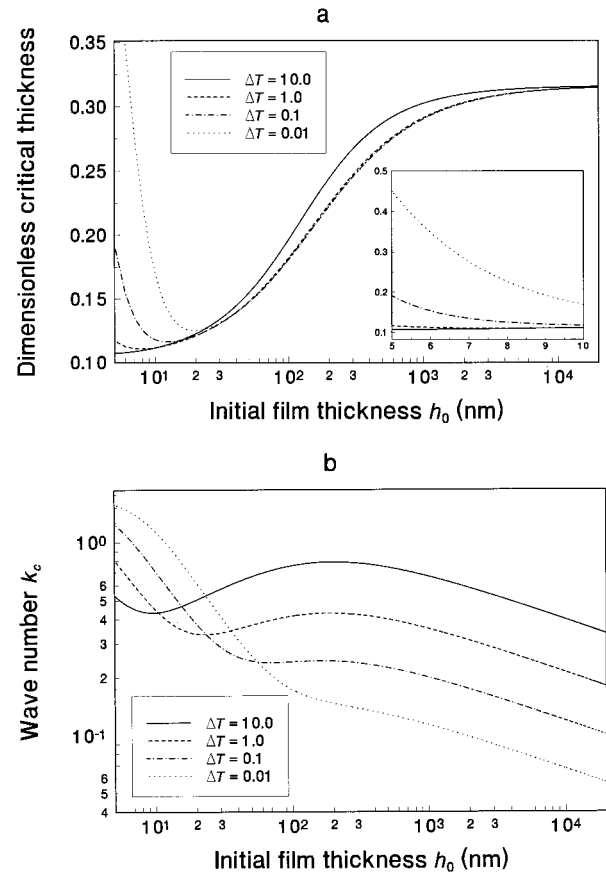 a
Dimensionless critical thickness
0.35
0.30
0.25
0.20
0.15
0.10
ΔT = 10.0
ΔT = 1.0
ΔT = 0.1
ΔT = 0.01
0.5
0.4
0.3
0.2
0.1
5 6 7 8 9 10
10¹ 2 3 10² 2 3 10³ 2 3 10⁴
Initial film thickness h₀ (nm)
b
Wave number k꜀
10⁰
6
4
3
2
10⁻¹
6
5
4
ΔT = 10.0
ΔT = 1.0
ΔT = 0.1
ΔT = 0.01
10¹ 2 3 10² 2 3 10³ 2 3 10⁴
Initial film thickness h₀ (nm)